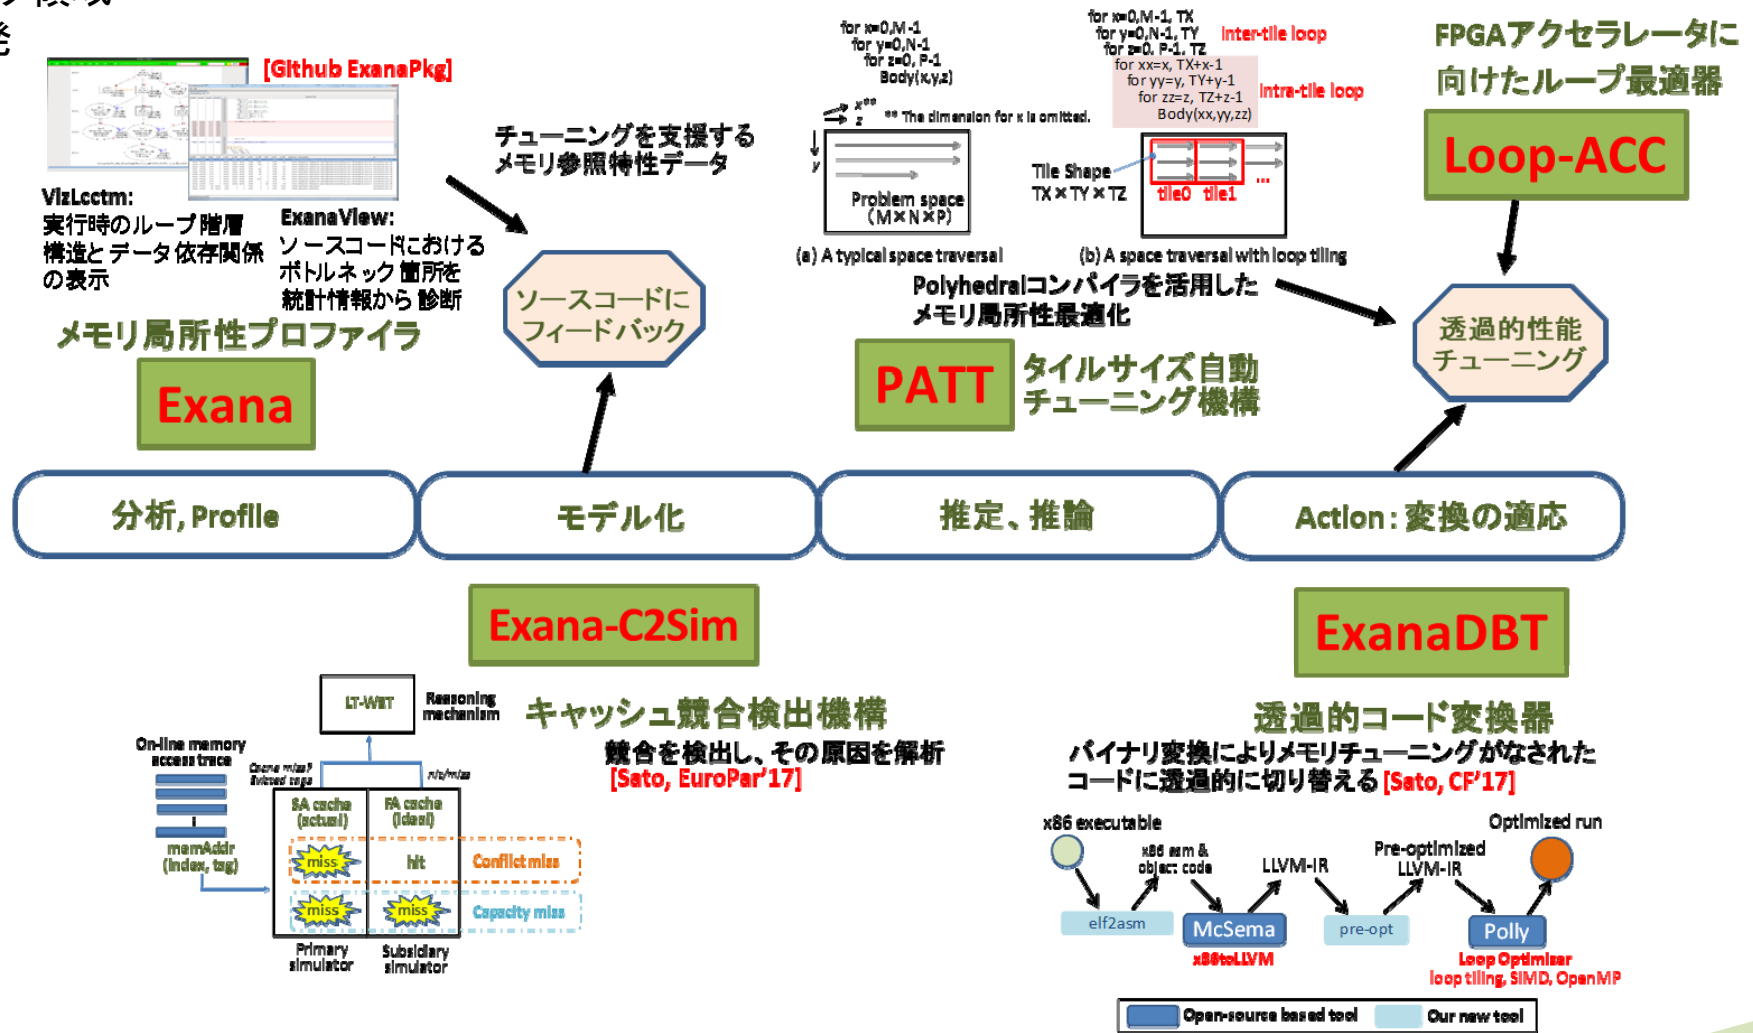 [Github ExanaPkg]
VizLcctm:
実行時のループ階層
構造とデータ依存関係
の表示
ExanaView:
ソースコードにおける
ボトルネック箇所を
統計情報から診断
メモリ局所性プロファイラ
Exana
チューニングを支援する
メモリ参照特性データ
ソースコードに
フィードバック
for x=0,M-1
for y=0,N-1
for z=0, P-1
Body(x,y,z)
x**
z
** The dimension for x is omitted.
y
Problem space
(M×N×P)
(a) A typical space traversal
for x=0,M-1, TX
for y=0,N-1, TY
for z=0, P-1, TZ
Inter-tile loop
for xx=x, TX+x-1
for yy=y, TY+y-1
for zz=z, TZ+z-1
Body(xx,yy,zz)
Intra-tile loop
Tile Shape
TX×TY×TZ
tile0 tile1 ...
(b) A space traversal with loop tiling
Polyhedralコンパイラを活用した
メモリ局所性最適化
PATT
タイルサイズ自動
チューニング機構
FPGAアクセラレータに
向けたループ最適器
Loop-ACC
透過的性能
チューニング
分析, Profile
モデル化
推定、推論
Action: 変換の適応
Exana-C2Sim
キャッシュ競合検出機構
競合を検出し、その原因を解析
[Sato, EuroPar'17]
LT-WBT
Reasoning
mechanism
On-line memory
access trace
memAddr
(index, tag)
SA cache
(actual)
FA cache
(ideal)
miss
hit
Conflict miss
miss
miss
Capacity miss
Primary
simulator
Subsidiary
simulator
ExanaDBT
透過的コード変換器
バイナリ変換によりメモリチューニングがなされた
コードに透過的に切り替える [Sato, CF'17]
x86 executable
elf2asm
x86 asm &
object code
McSema
x86toLLVM
LLVM-IR
pre-opt
Pre-optimized
LLVM-IR
Polly
Loop Optimizer
loop tiling, SIMD, OpenMP
Optimized run
Open-source based tool
Our new tool